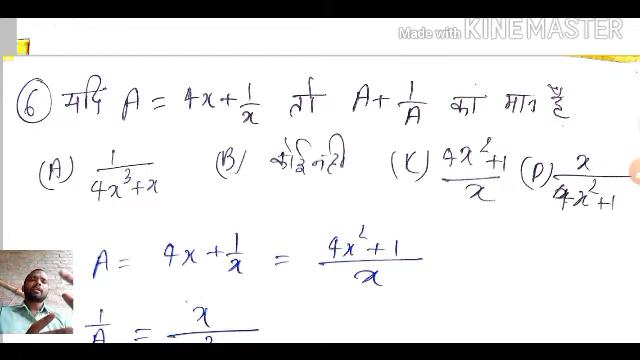 Made with KINEMASTER
6 यदि A = 4x + 1/x तो A + 1/A का मान है
(A) 1/(4x³+x) (B) कोई नही (C) (4x²+1)/x (D) x/(4x²+1)
A = 4x + 1/x = (4x²+1)/x
1/A = x/